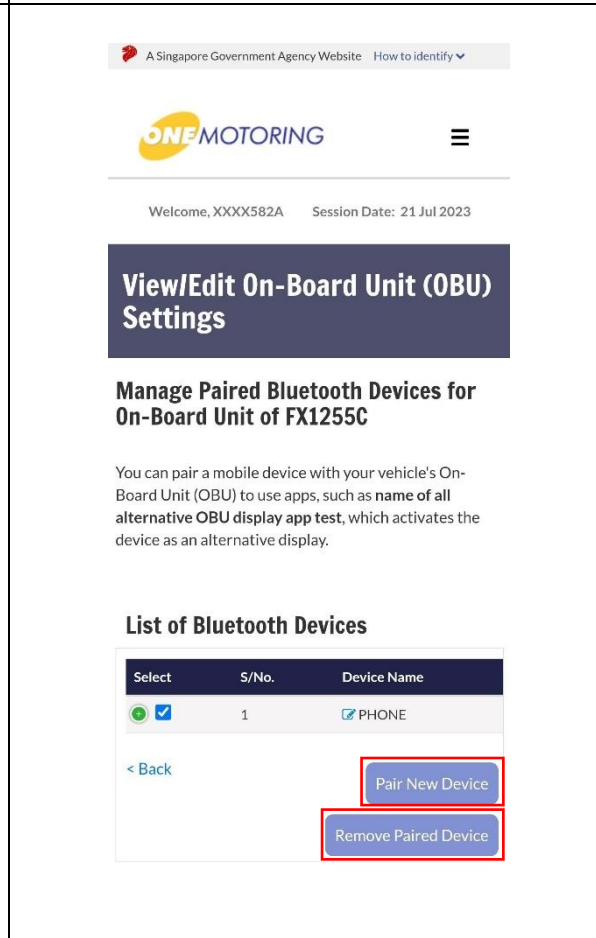 A Singapore Government Agency Website How to identify
ONEMOTORING
Welcome, XXXX582A Session Date: 21 Jul 2023
View/Edit On-Board Unit (OBU)
Settings
Manage Paired Bluetooth Devices for
On-Board Unit of FX1255C
You can pair a mobile device with your vehicle's On-
Board Unit (OBU) to use apps, such as name of all
alternative OBU display app test, which activates the
device as an alternative display.
List of Bluetooth Devices
Select S/No. Device Name
1 PHONE
< Back
Pair New Device
Remove Paired Device